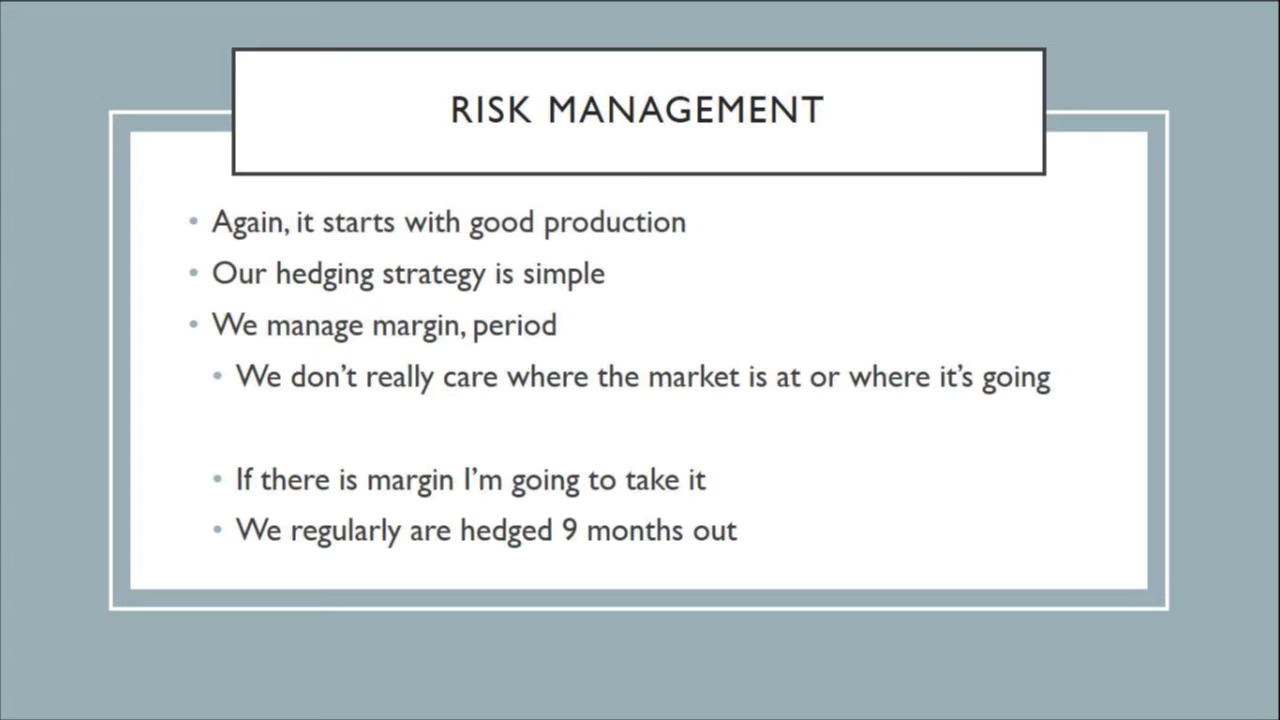 RISK MANAGEMENT
• Again, it starts with good production
• Our hedging strategy is simple
• We manage margin, period
• We don’t really care where the market is at or where it’s going
• If there is margin I’m going to take it
• We regularly are hedged 9 months out